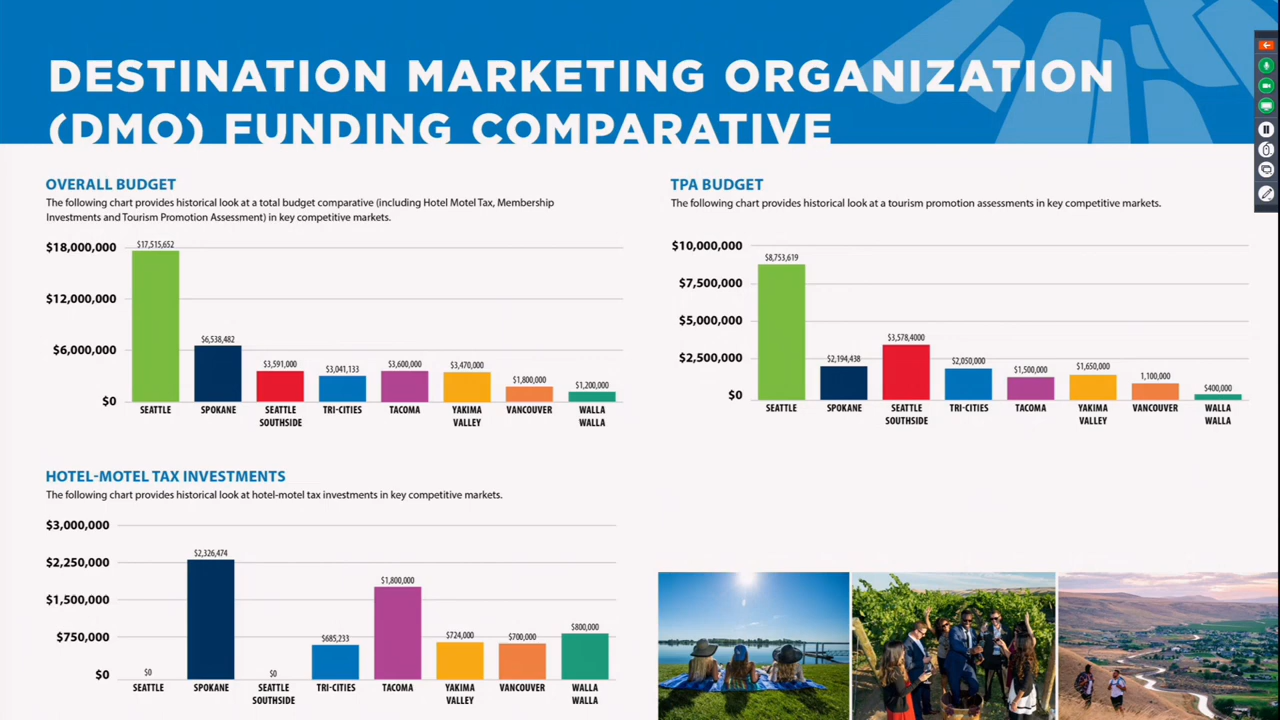 DESTINATION MARKETING ORGANIZATION
(DMO) FUNDING COMPARATIVE
OVERALL BUDGET
The following chart provides historical look at a total budget comparative (including Hotel Motel Tax, Membership
Investments and Tourism Promotion Assessment) in key competitive markets.
$18,000,000
$12,000,000
$6,000,000
$0
$17,515,652
$6,538,482
$3,591,000
$3,041,133
$3,600,000
$3,470,000
$1,800,000
$1,200,000
SEATTLE
SPOKANE
SEATTLE
SOUTHSIDE
TRI-CITIES
TACOMA
YAKIMA
VALLEY
VANCOUVER
WALLA
WALLA
TPA BUDGET
The following chart provides historical look at a tourism promotion assessments in key competitive markets.
$10,000,000
$7,500,000
$5,000,000
$2,500,000
$0
$8,753,619
$2,194,438
$3,578,4000
$2,050,000
$1,500,000
$1,650,000
1,100,000
$400,000
SEATTLE
SPOKANE
SEATTLE
SOUTHSIDE
TRI-CITIES
TACOMA
YAKIMA
VALLEY
VANCOUVER
WALLA
WALLA
HOTEL-MOTEL TAX INVESTMENTS
The following chart provides historical look at hotel-motel tax investments in key competitive markets.
$3,000,000
$2,250,000
$1,500,000
$750,000
$0
$0
$2,326,474
$0
$685,233
$1,800,000
$724,000
$700,000
$800,000
SEATTLE
SPOKANE
SEATTLE
SOUTHSIDE
TRI-CITIES
TACOMA
YAKIMA
VALLEY
VANCOUVER
WALLA
WALLA